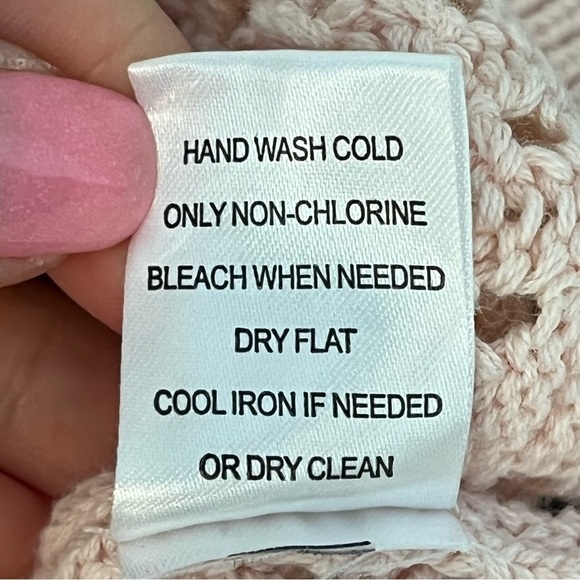 HAND WASH COLD
ONLY NON-CHLORINE
BLEACH WHEN NEEDED
DRY FLAT
COOL IRON IF NEEDED
OR DRY CLEAN